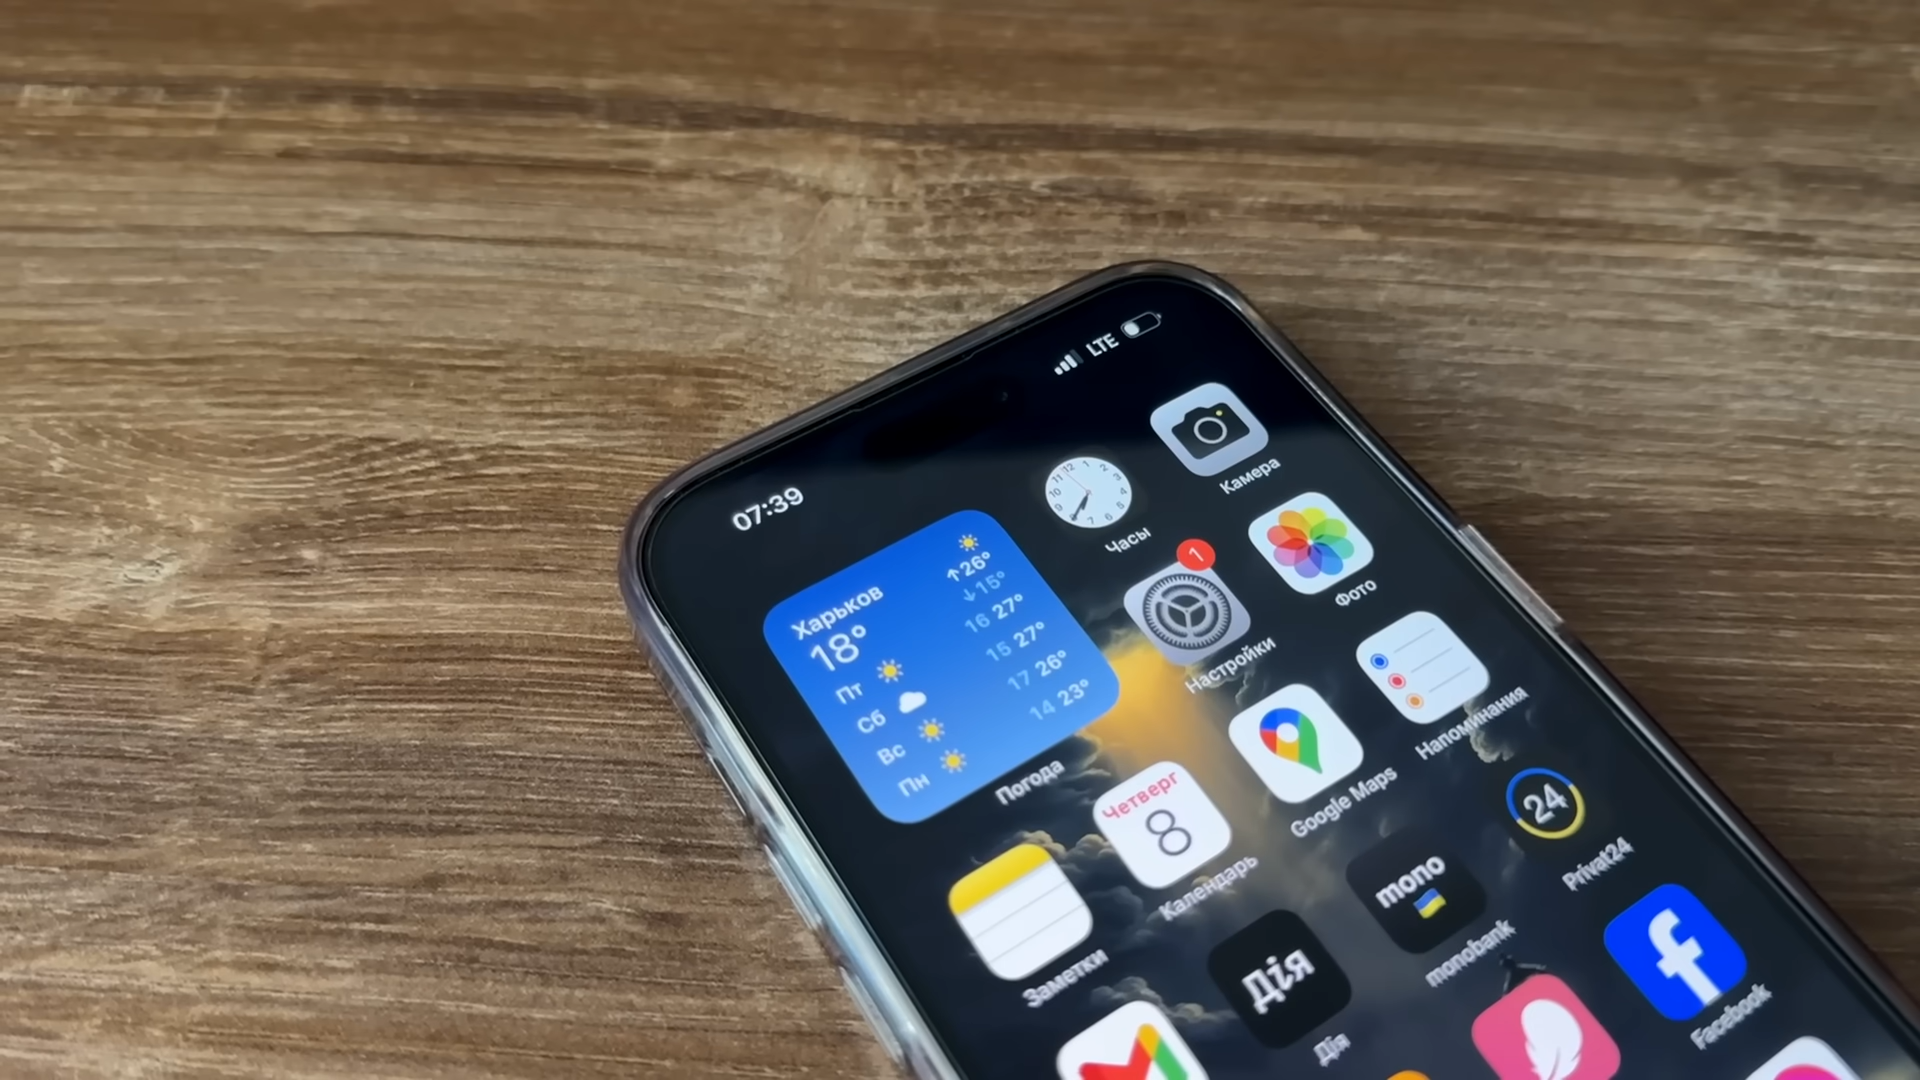 07:39
LTE
Харьков
18°
↑26°
↓15°
Пт 16 27°
Сб 15 27°
Вс 17 26°
Пн 14 23°
Погода
Часы
Камера
1
Настройки
Фото
Четверг
8
Календарь
Google Maps
Напоминания
Заметки
Дія
Дія
mono
monobank
24
Privat24
Facebook